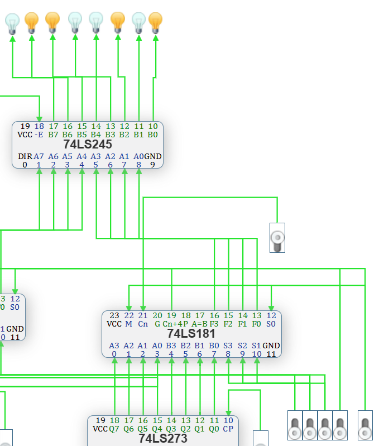 19 18 17 16 15 14 13 12 11 10
VCC -E B7 B6 B5 B4 B3 B2 B1 B0
74LS245
DIR A7 A6 A5 A4 A3 A2 A1 A0 GND
0 1 2 3 4 5 6 7 8 9
3 12
0 S0
1 GND
0 11
23 22 21 20 19 18 17 16 15 14 13 12
VCC M Cn G Cn+4 P A=B F3 F2 F1 F0 S0
74LS181
A3 A2 A1 A0 B3 B2 B1 B0 S3 S2 S1 GND
0 1 2 3 4 5 6 7 8 9 10 11
19 18 17 16 15 14 13 12 11 10
VCC Q7 Q6 Q5 Q4 Q3 Q2 Q1 Q0 CP
74LS273